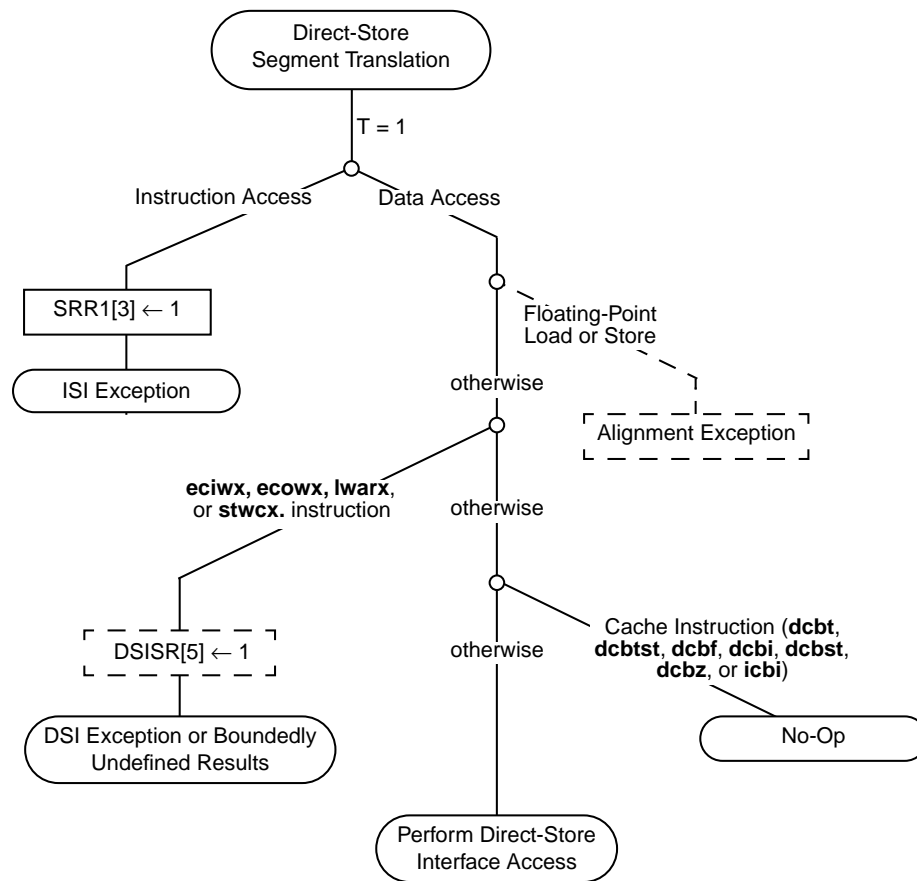 Direct-Store
Segment Translation
T = 1
Instruction Access
Data Access
SRR1[3] ← 1
Floating-Point
Load or Store
ISI Exception
otherwise
Alignment Exception
eciwx, ecowx, lwarx,
or stwcx. instruction
otherwise
Cache Instruction (dcbt,
dcbtst, dcbf, dcbi, dcbst,
dcbz, or icbi)
DSISR[5] ← 1
otherwise
DSI Exception or Boundedly
Undefined Results
No-Op
Perform Direct-Store
Interface Access